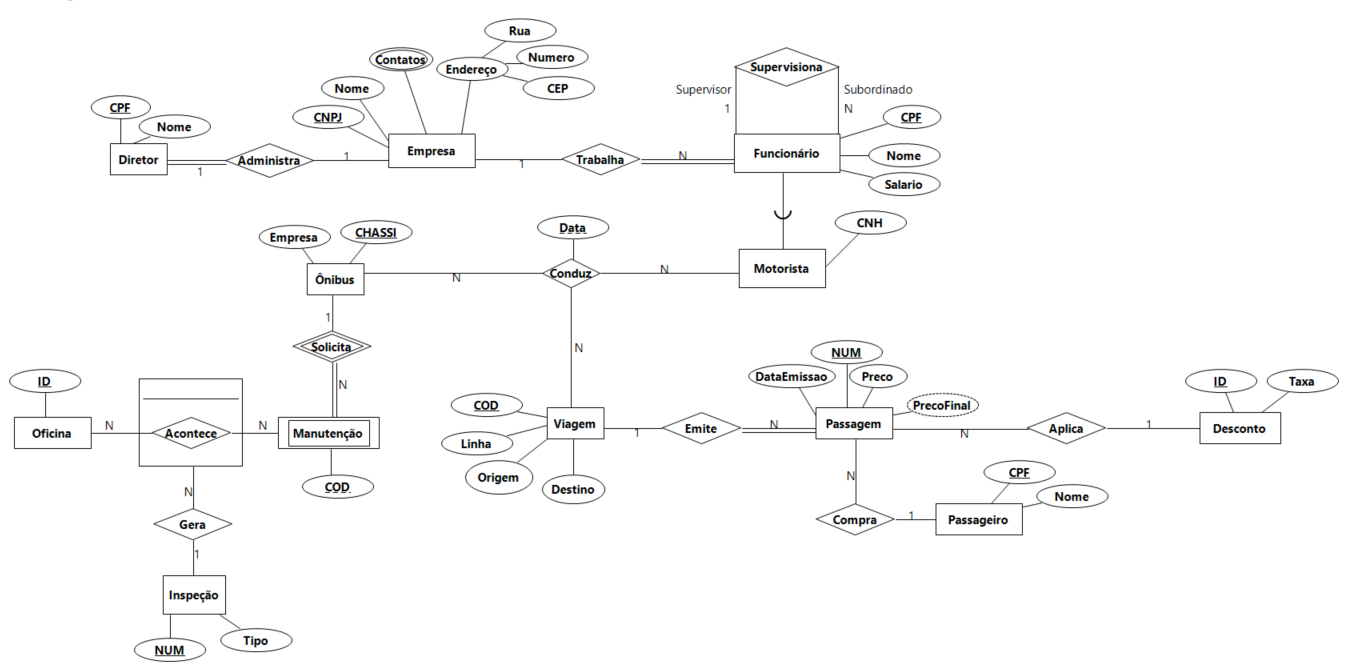 Rua
Contatos
Numero
Endereço
Supervisiona
Nome
CEP
Supervisor
Subordinado
CPF
1
N
CNPJ
CPF
Nome
Diretor
1
Administra
1
Empresa
1
Trabalha
N
Funcionário
Nome
Salario
Empresa
CHASSI
Data
CNH
Ônibus
N
Conduz
N
Motorista
1
Solicita
N
N
NUM
DataEmissao
Preco
ID
ID
Taxa
COD
PrecoFinal
Oficina
N
Acontece
N
Manutenção
Linha
Viagem
1
Emite
N
Passagem
N
Aplica
1
Desconto
COD
Origem
Destino
N
CPF
Nome
N
Gera
Compra
1
Passageiro
1
Inspeção
NUM
Tipo